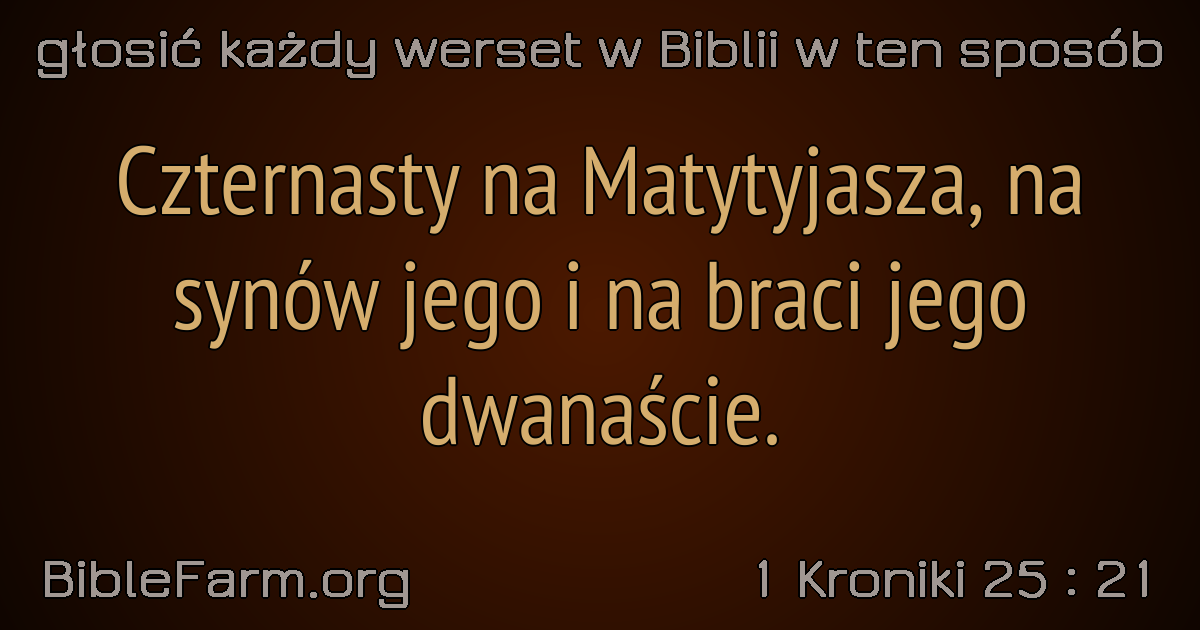 głosić każdy werset w Biblii w ten sposób
Czternasty na Matytyjasza, na
synów jego i na braci jego
dwanaście.
BibleFarm.org
1 Kroniki 25 : 21